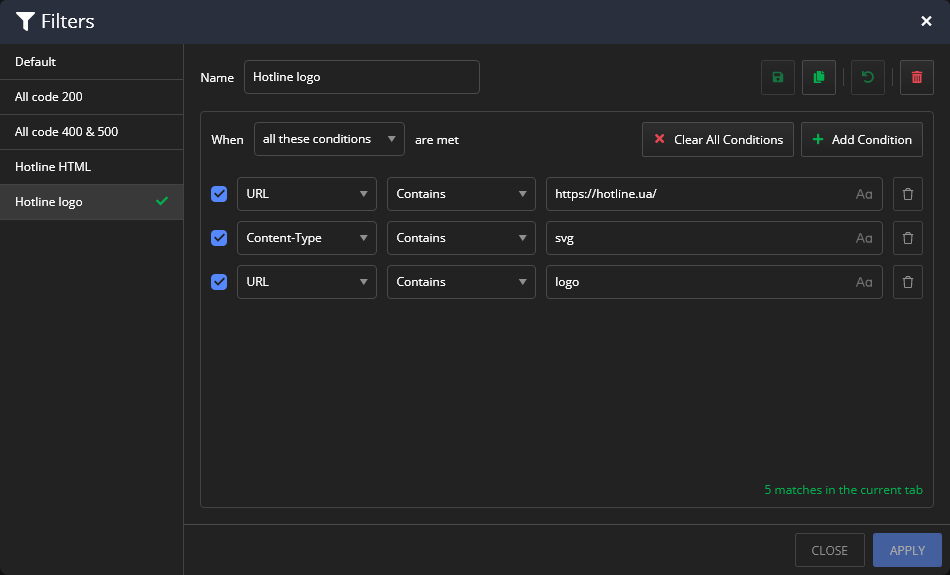 Filters
Default
All code 200
All code 400 & 500
Hotline HTML
Hotline logo
Name Hotline logo
When all these conditions are met Clear All Conditions Add Condition
URL Contains https://hotline.ua/ Aa
Content-Type Contains svg Aa
URL Contains logo Aa
5 matches in the current tab
CLOSE APPLY